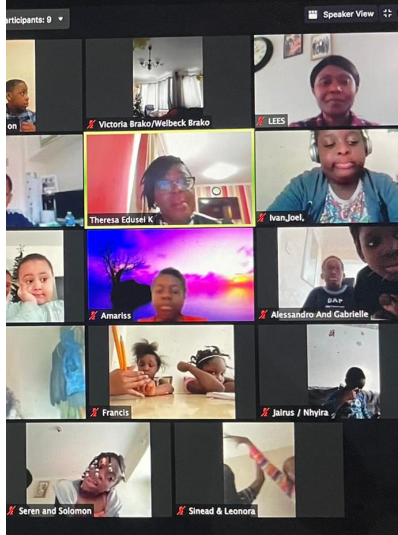 articipants: 9
Speaker View
on
Victoria Brako/Welbeck Brako
LEES
Theresa Edusei K
Ivan,Joel,
Amariss
Alessandro And Gabrielle
GAP
Francis
Jairus / Nhyira
Seren and Solomon
Sinead & Leonora